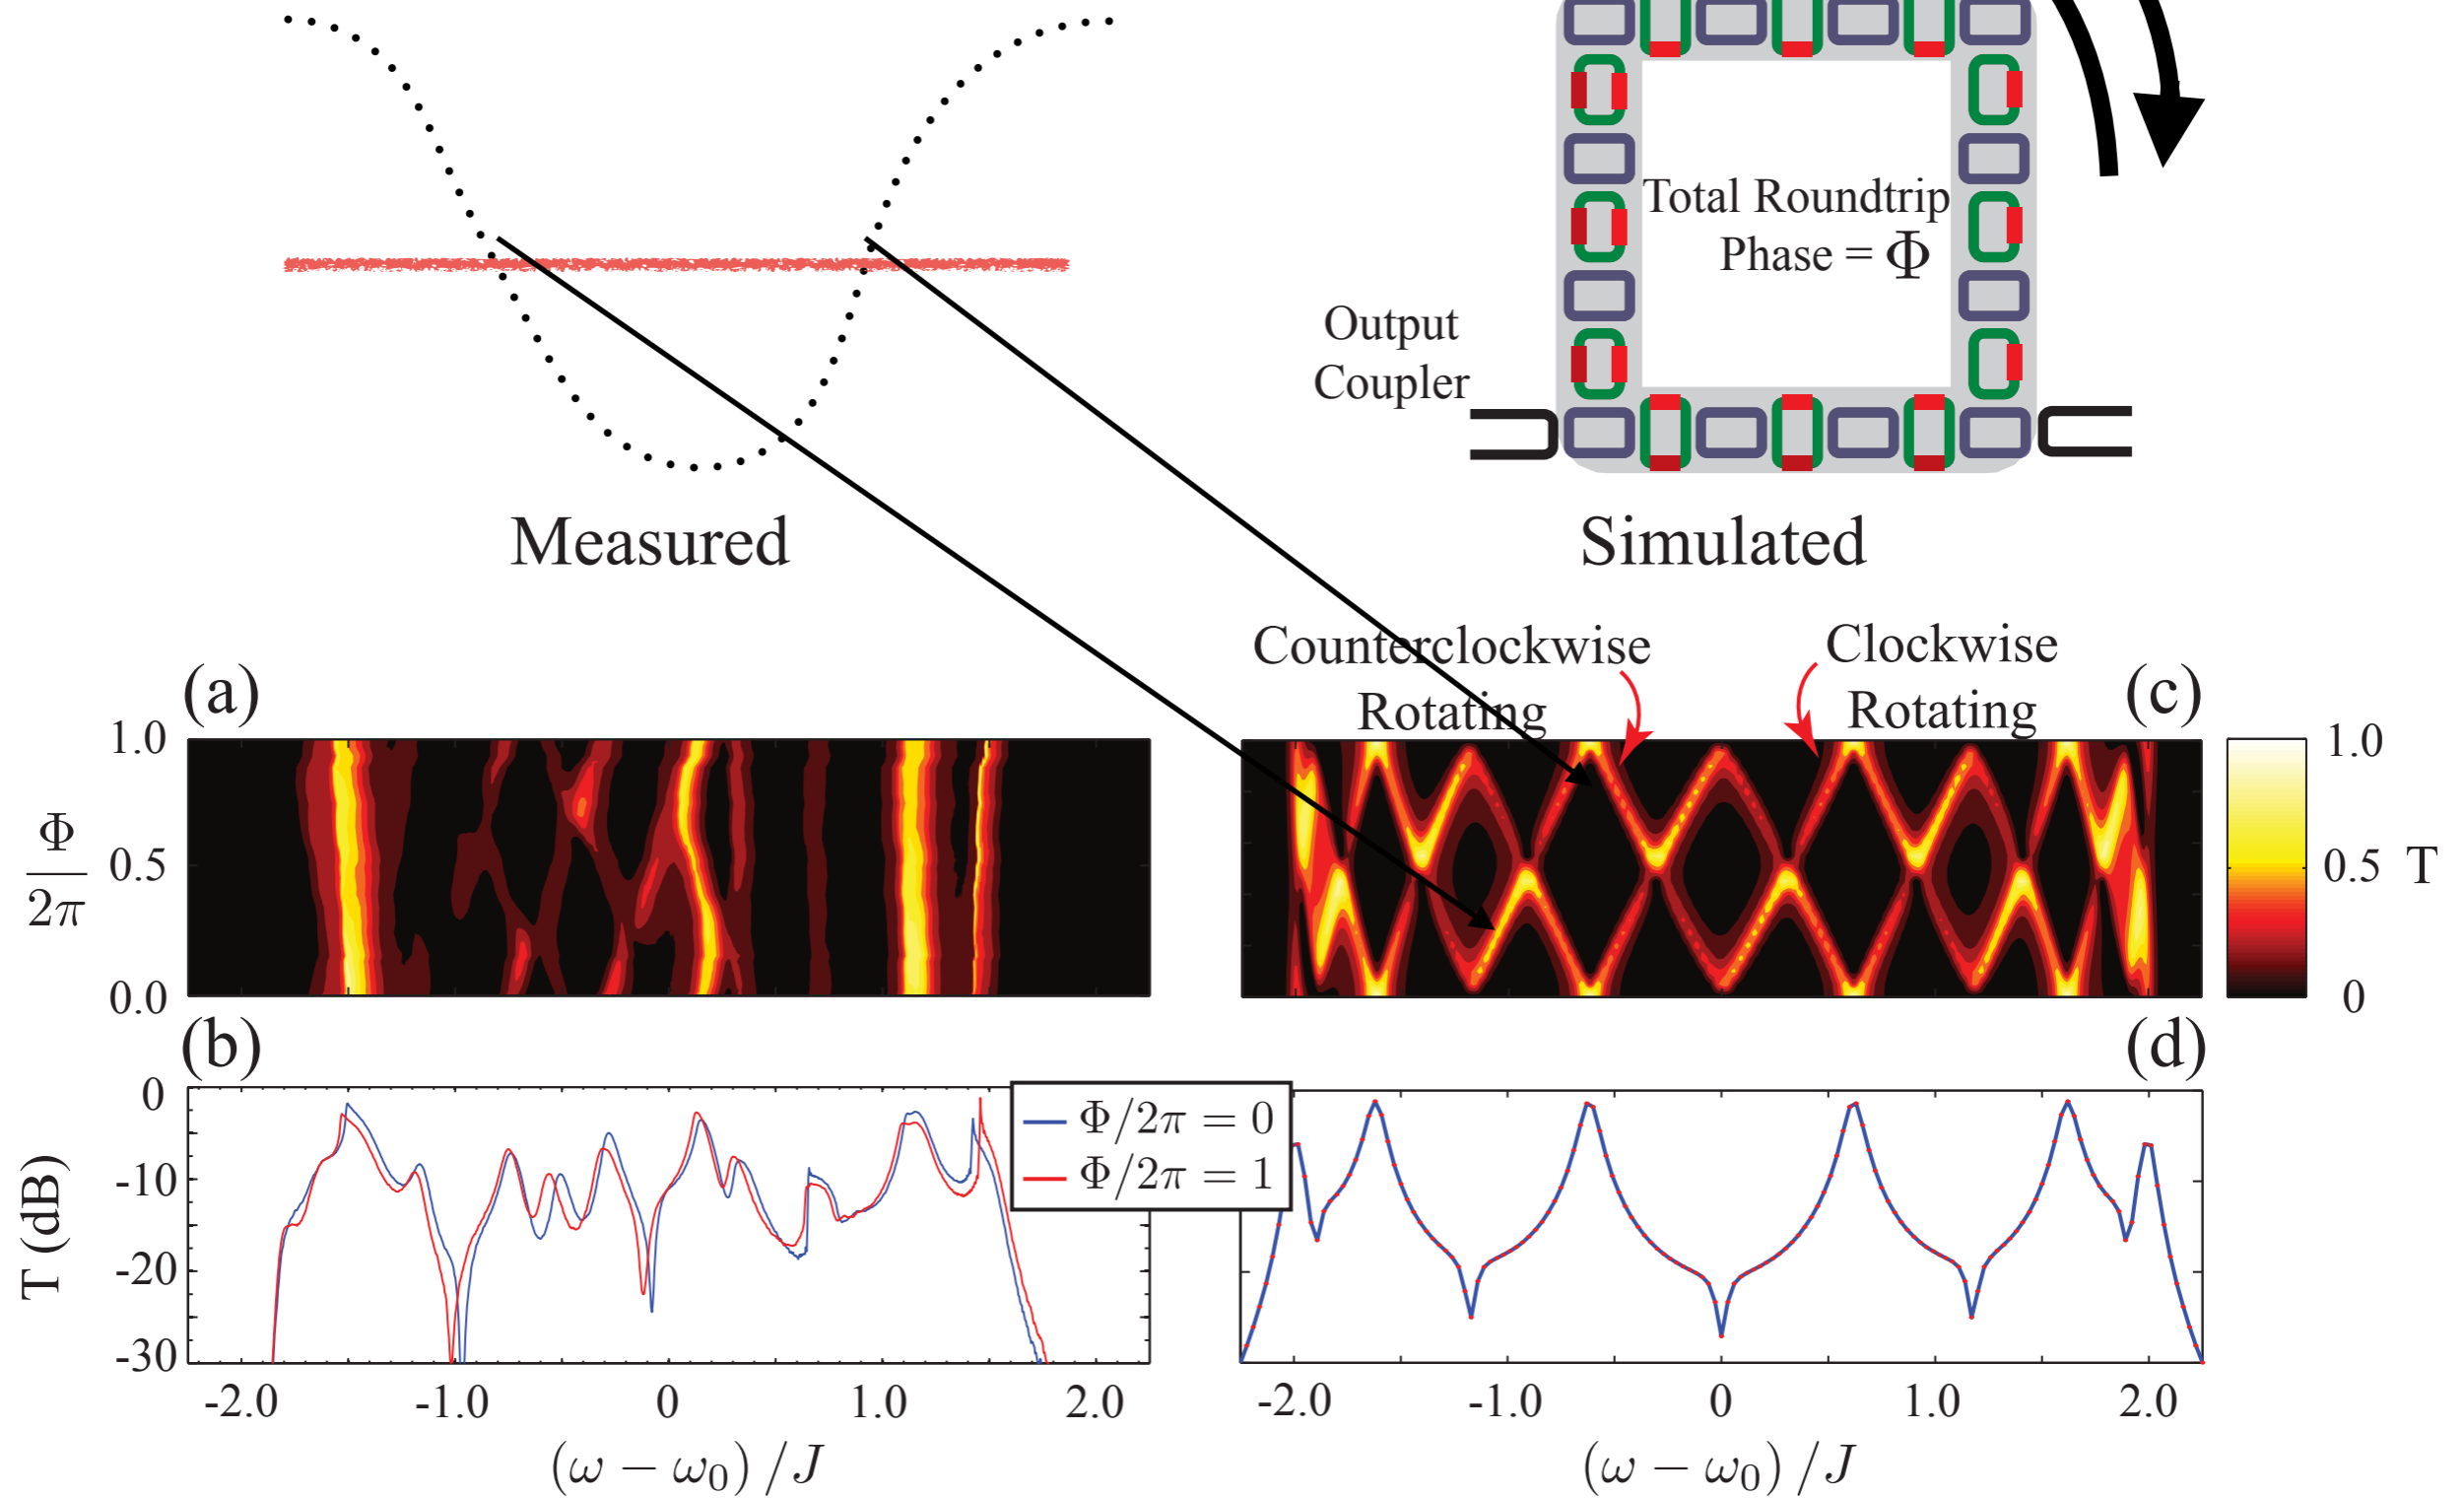 Total Roundtrip
Phase = Φ
Output
Coupler
Measured
Simulated
Counterclockwise
Rotating
Clockwise
Rotating
(a)
(c)
1.0
0.5
0.0
Φ
2π
1.0
0.5
0
T
(b)
(d)
0
-10
-20
-30
T (dB)
Φ/2π = 0
Φ/2π = 1
-2.0 -1.0 0 1.0 2.0
-2.0 -1.0 0 1.0 2.0
(ω − ω0) /J
(ω − ω0) /J